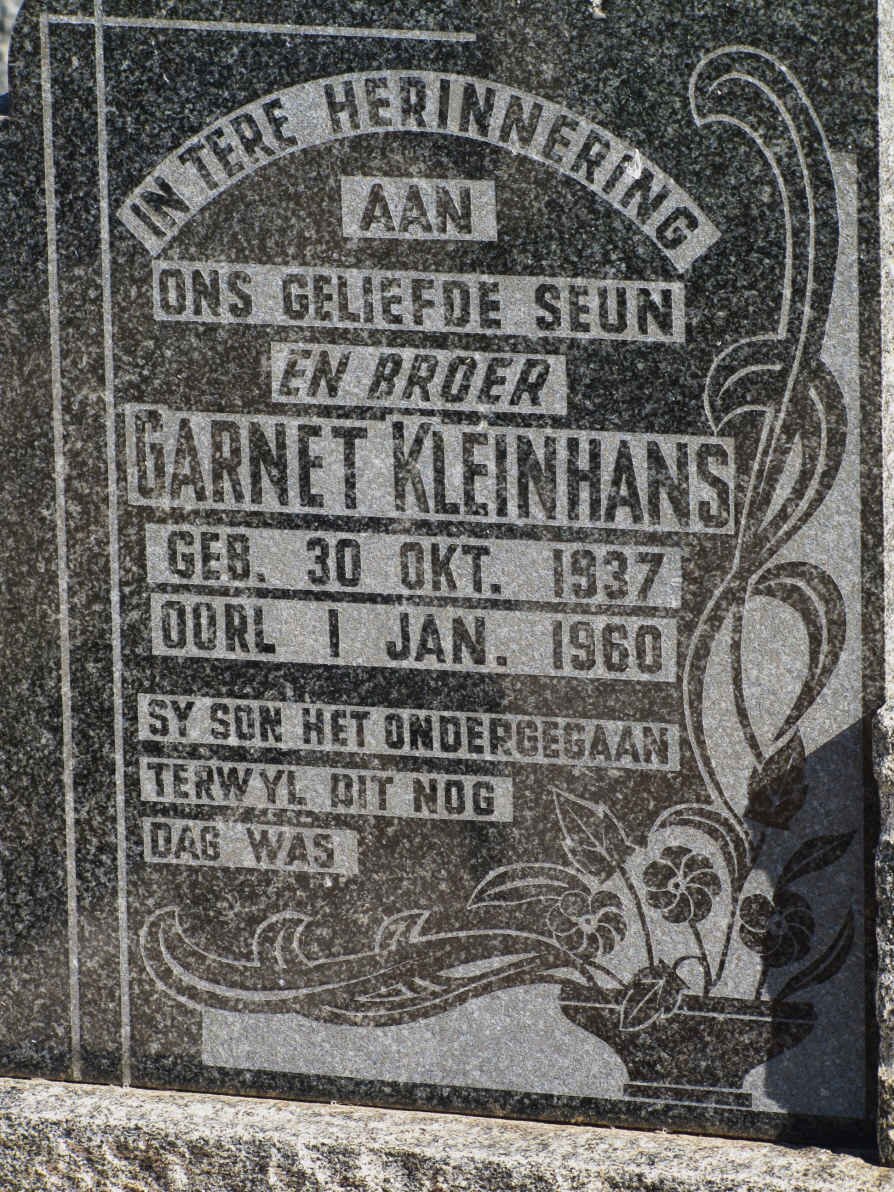 IN TERE HERINNERING
AAN
ONS GELIEFDE SEUN
EN BROER
GARNET KLEINHANS
GEB. 30 OKT. 1937
OORL. 1 JAN. 1960
SY SON HET ONDERGEGAAN
TERWYL DIT NOG
DAG WAS